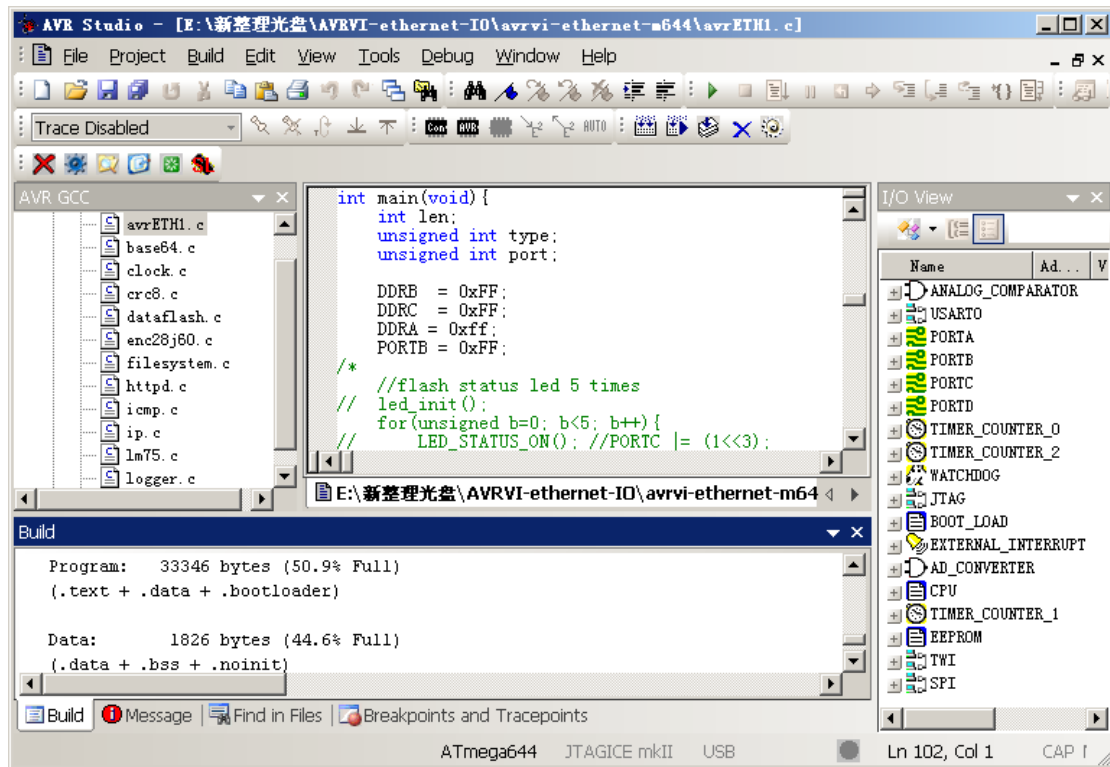 AVR Studio - [E:\新整理光盘\AVRVI-ethernet-IO\avrvi-ethernet-m644\avrETH1.c]
File Project Build Edit View Tools Debug Window Help
Trace Disabled
Con AVR AUTO
AVR GCC
avrETH1.c
base64.c
clock.c
crc8.c
dataflash.c
enc28j60.c
filesystem.c
httpd.c
icmp.c
ip.c
lm75.c
logger.c
int main(void){
int len;
unsigned int type;
unsigned int port;
DDRB = 0xFF;
DDRC = 0xFF;
DDRA = 0xff;
PORTB = 0xFF;
/*
//flash status led 5 times
// led_init();
for(unsigned b=0; b<5; b++){
// LED_STATUS_ON(); //PORTC |= (1<<3);
E:\新整理光盘\AVRVI-ethernet-IO\avrvi-ethernet-m64
I/O View
Name Ad... V
ANALOG_COMPARATOR
USART0
PORTA
PORTB
PORTC
PORTD
TIMER_COUNTER_0
TIMER_COUNTER_2
WATCHDOG
JTAG
BOOT_LOAD
EXTERNAL_INTERRUPT
AD_CONVERTER
CPU
TIMER_COUNTER_1
EEPROM
TWI
SPI
Build
Program: 33346 bytes (50.9% Full)
(.text + .data + .bootloader)
Data: 1826 bytes (44.6% Full)
(.data + .bss + .noinit)
Build Message Find in Files Breakpoints and Tracepoints
ATmega644 JTAGICE mkII USB Ln 102, Col 1 CAP